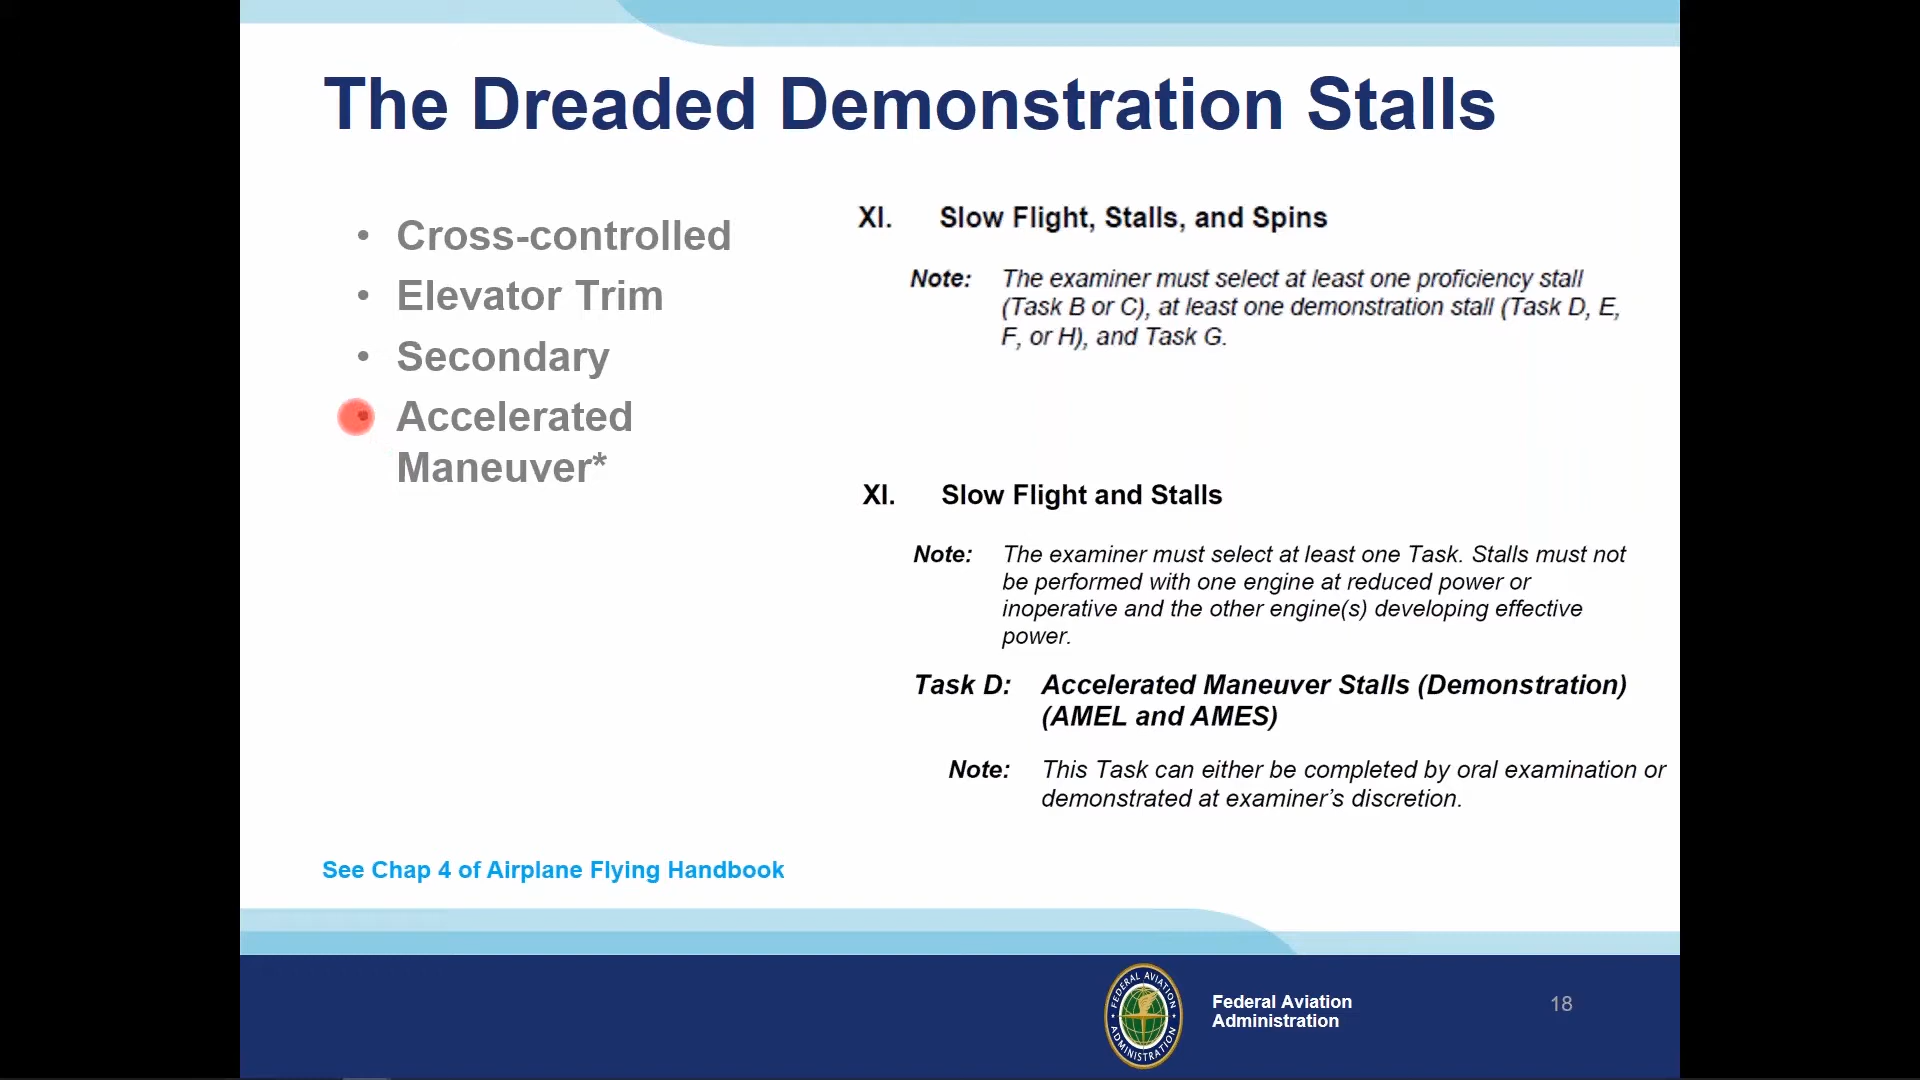 The Dreaded Demonstration Stalls
• Cross-controlled
• Elevator Trim
• Secondary
• Accelerated
Maneuver*
XI. Slow Flight, Stalls, and Spins
Note: The examiner must select at least one proficiency stall
(Task B or C), at least one demonstration stall (Task D, E,
F, or H), and Task G.
XI. Slow Flight and Stalls
Note: The examiner must select at least one Task. Stalls must not
be performed with one engine at reduced power or
inoperative and the other engine(s) developing effective
power.
Task D: Accelerated Maneuver Stalls (Demonstration)
(AMEL and AMES)
Note: This Task can either be completed by oral examination or
demonstrated at examiner’s discretion.
See Chap 4 of Airplane Flying Handbook
FEDERAL AVIATION
ADMINISTRATION
Federal Aviation
Administration
18